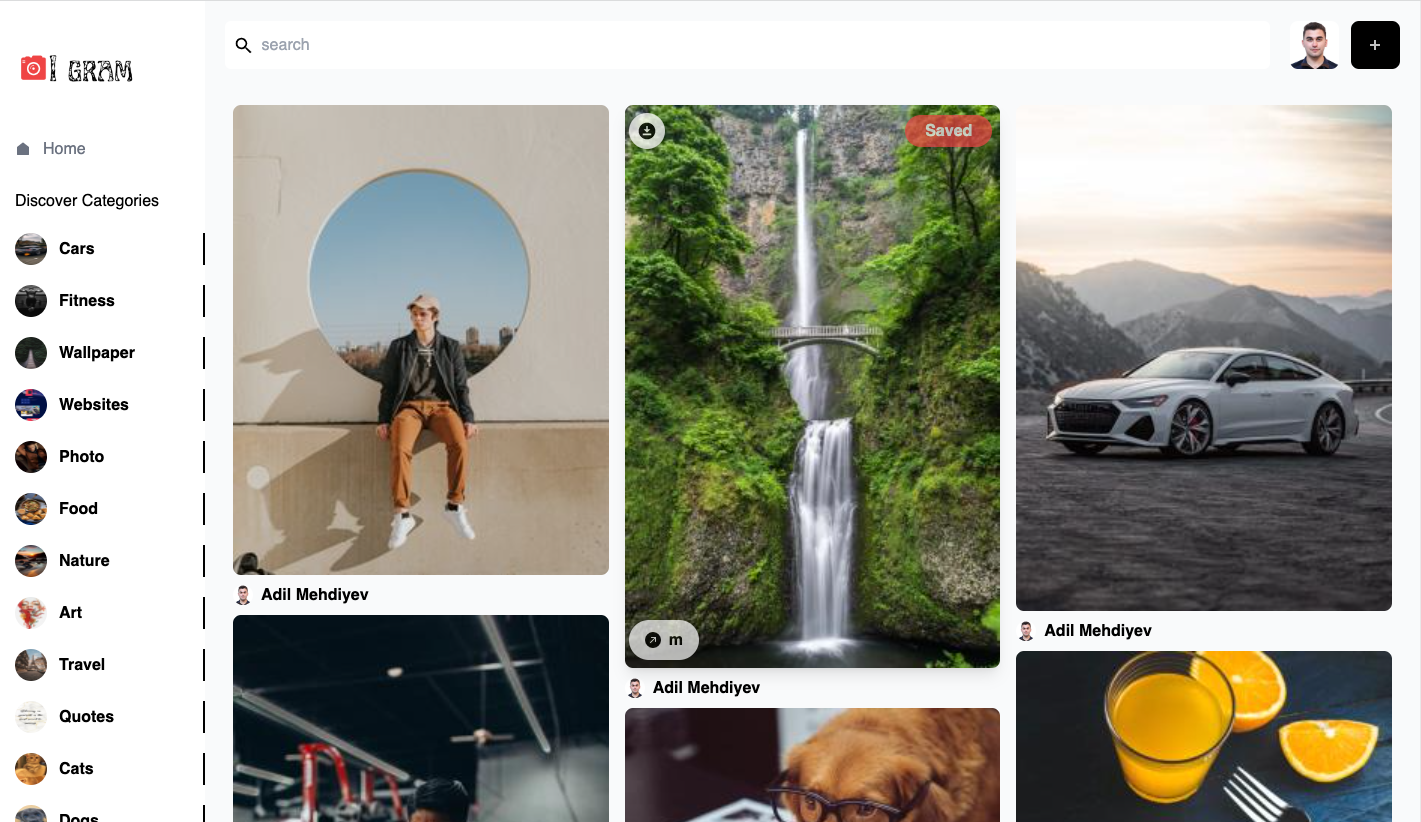 I GRAM
search
+
Home
Discover Categories
Cars
Fitness
Wallpaper
Websites
Photo
Food
Nature
Art
Travel
Quotes
Cats
Dogs
Saved
m
Adil Mehdiyev
Adil Mehdiyev
Adil Mehdiyev